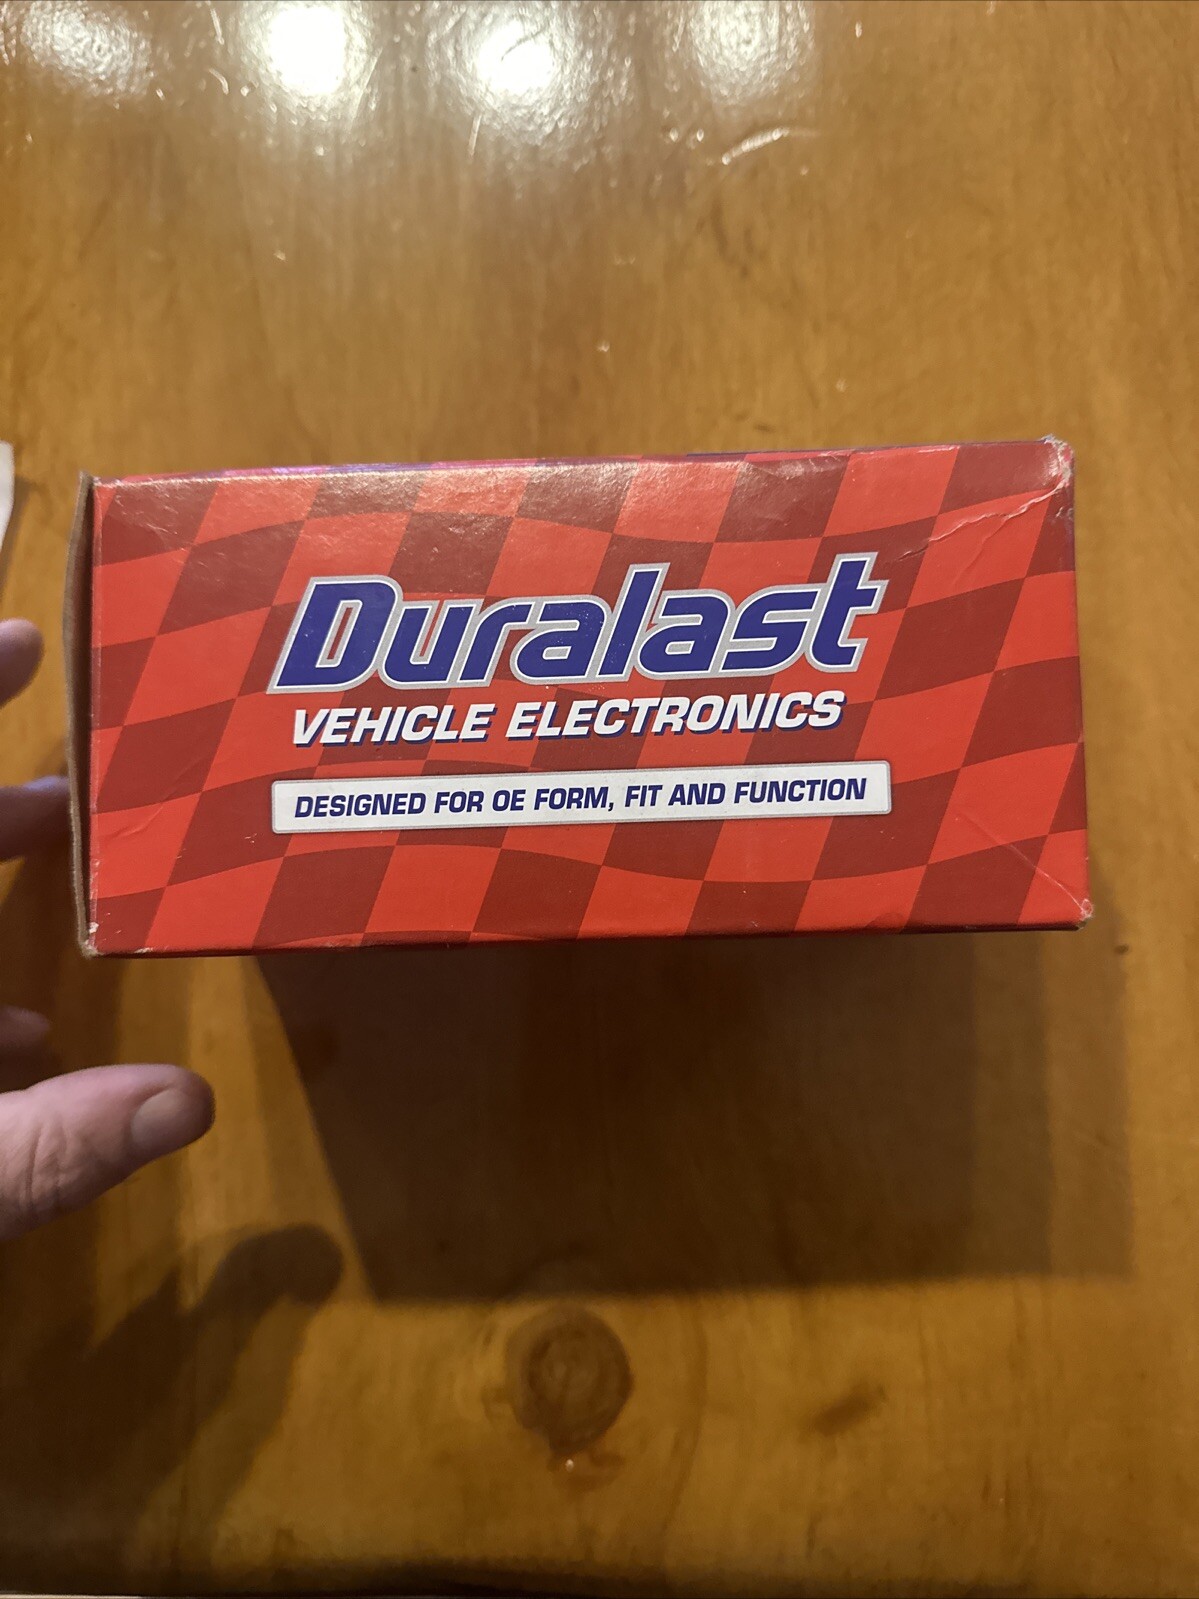 Duralast
VEHICLE ELECTRONICS
DESIGNED FOR OE FORM, FIT AND FUNCTION